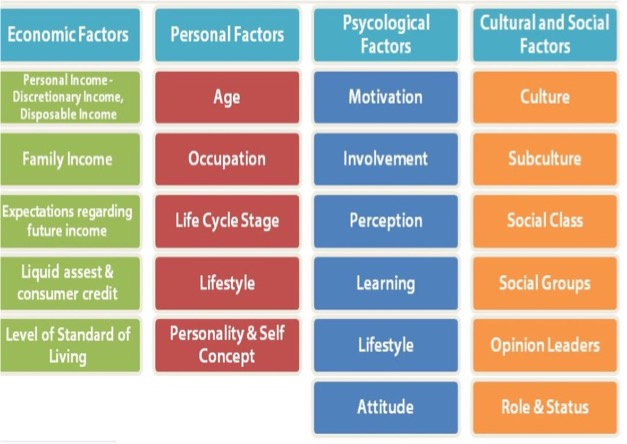 Economic Factors
Personal Income -
Discretionary Income,
Disposable Income
Family Income
Expectations regarding
future income
Liquid assest &
consumer credit
Level of Standard of
Living
Personal Factors
Age
Occupation
Life Cycle Stage
Lifestyle
Personality & Self
Concept
Psycological
Factors
Motivation
Involvement
Perception
Learning
Lifestyle
Attitude
Cultural and Social
Factors
Culture
Subculture
Social Class
Social Groups
Opinion Leaders
Role & Status